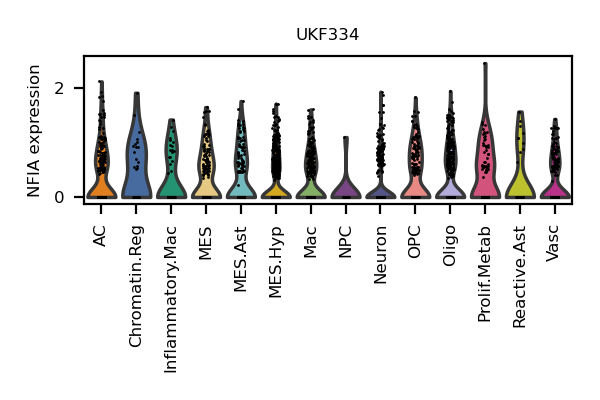 UKF334
NFIA expression
2
0
AC
Chromatin.Reg
Inflammatory.Mac
MES
MES.Ast
MES.Hyp
Mac
NPC
Neuron
OPC
Oligo
Prolif.Metab
Reactive.Ast
Vasc